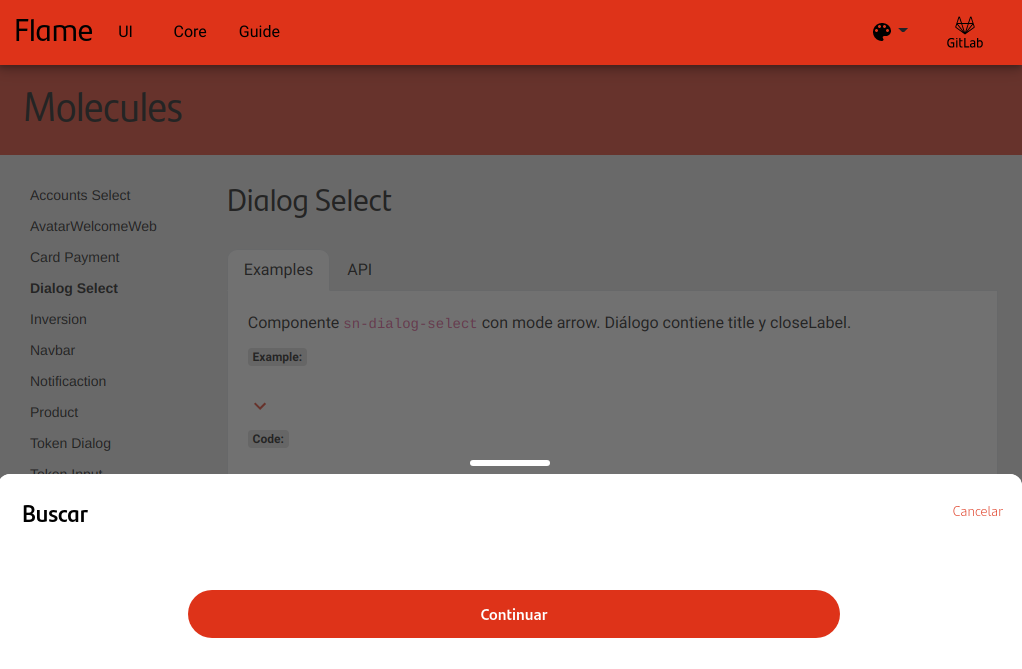 Flame UI Core Guide GitLab
Molecules
Accounts Select
AvatarWelcomeWeb
Card Payment
Dialog Select
Inversion
Navbar
Notificaction
Product
Token Dialog
Token Input
Dialog Select
Examples API
Componente sn-dialog-select con mode arrow. Diálogo contiene title y closeLabel.
Example:
Code:
Buscar
Cancelar
Continuar